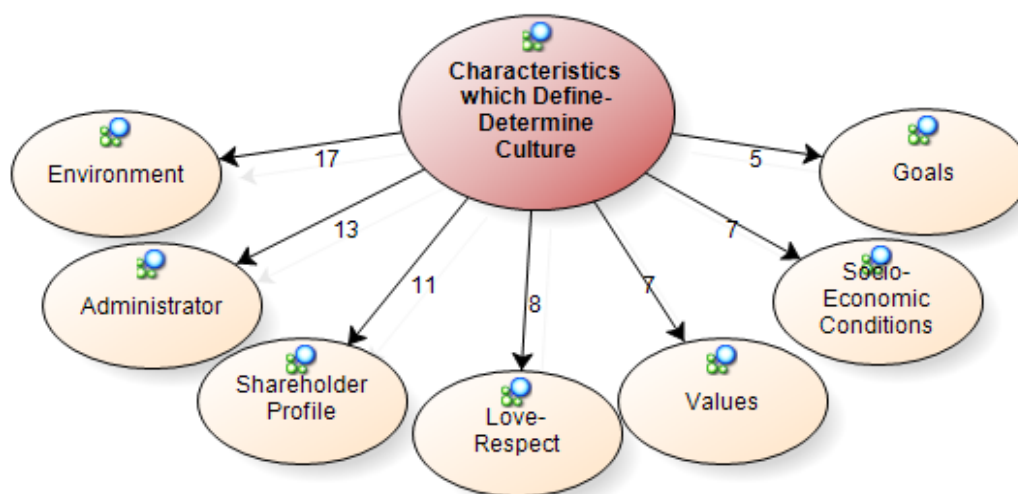 Characteristics
which Define-
Determine
Culture
17
5
Environment
Goals
13
7
11
8
7
Administrator
Socio-
Economic
Conditions
Shareholder
Profile
Love-
Respect
Values